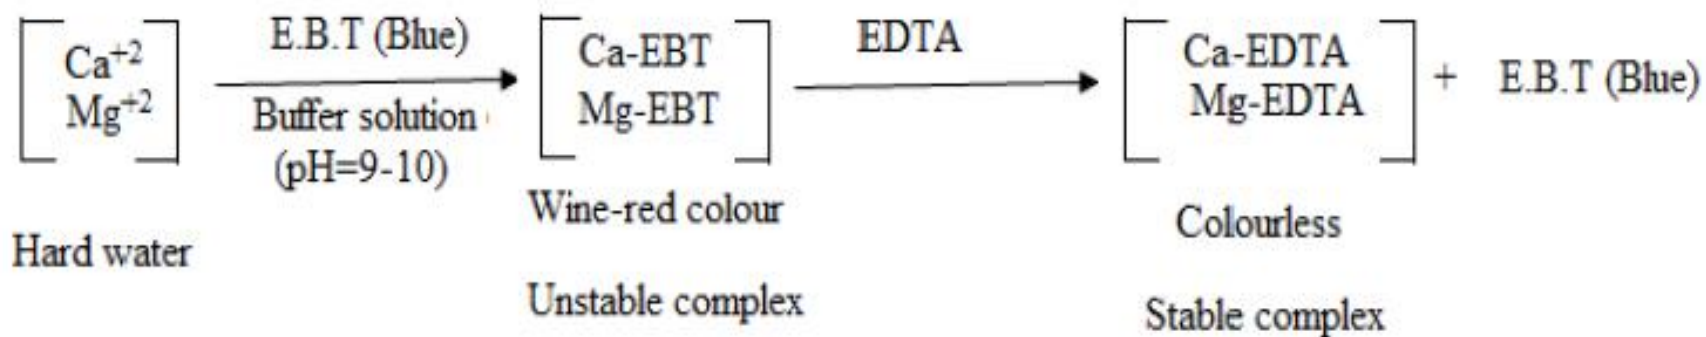 Ca+2
Mg+2
E.B.T (Blue)
Buffer solution
(pH=9-10)
Ca-EBT
Mg-EBT
EDTA
Ca-EDTA
Mg-EDTA
+ E.B.T (Blue)
Hard water
Wine-red colour
Unstable complex
Colourless
Stable complex